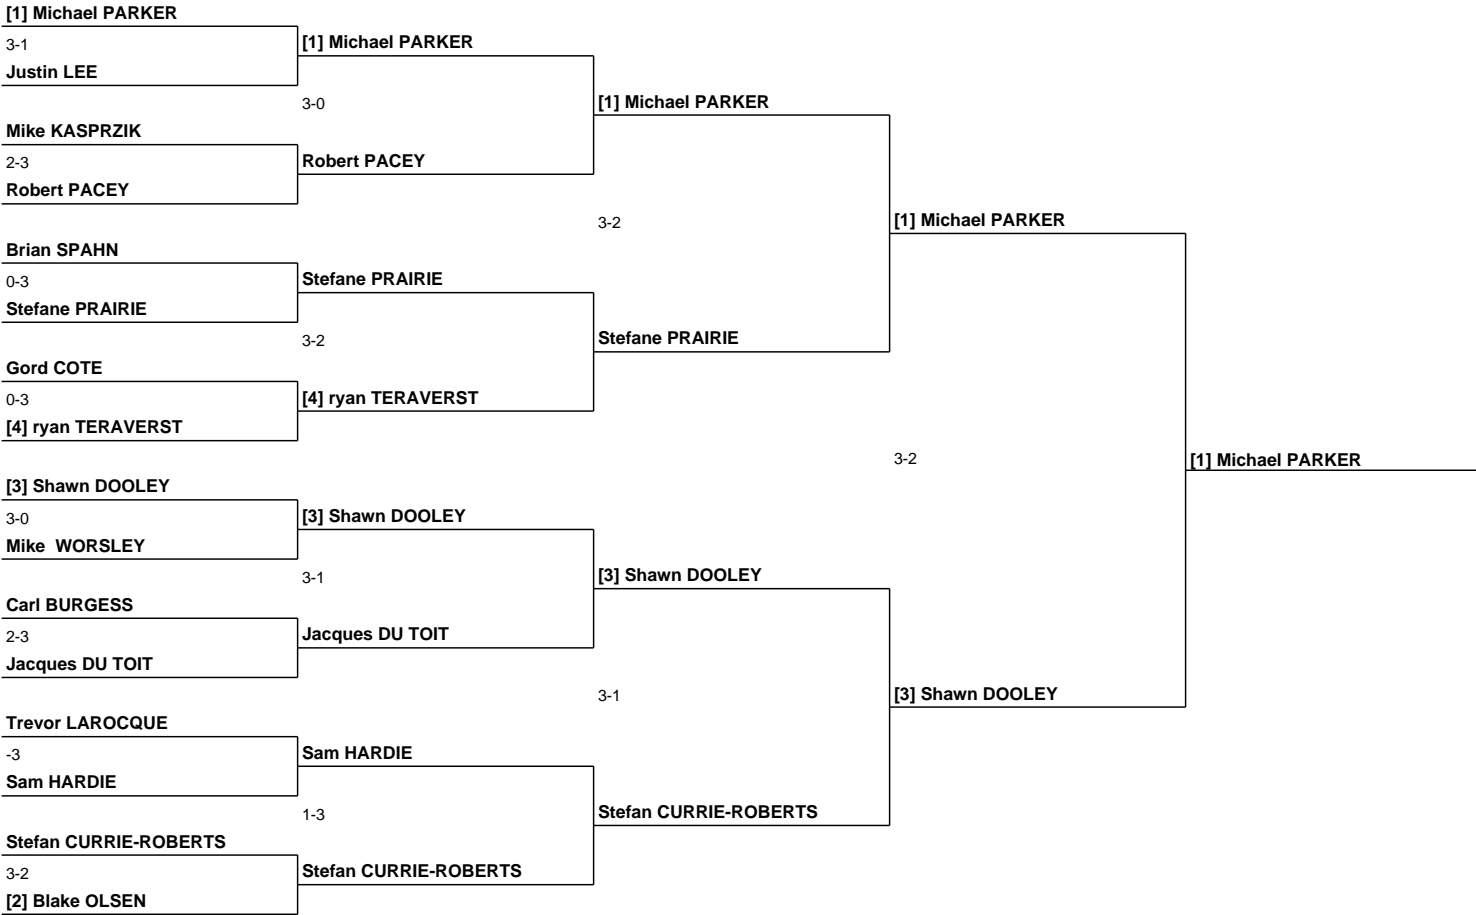 [1] Michael PARKER
3-1
Justin LEE
Mike KASPRZIK
2-3
Robert PACEY
Brian SPAHN
0-3
Stefane PRAIRIE
Gord COTE
0-3
[4] ryan TERAVERST
[3] Shawn DOOLEY
3-0
Mike  WORSLEY
Carl BURGESS
2-3
Jacques DU TOIT
Trevor LAROCQUE
-3
Sam HARDIE
Stefan CURRIE-ROBERTS
3-2
[2] Blake OLSEN
[1] Michael PARKER
3-0
Robert PACEY
Stefane PRAIRIE
3-2
[4] ryan TERAVERST
[3] Shawn DOOLEY
3-1
Jacques DU TOIT
Sam HARDIE
1-3
Stefan CURRIE-ROBERTS
[1] Michael PARKER
3-2
Stefane PRAIRIE
[3] Shawn DOOLEY
3-1
Stefan CURRIE-ROBERTS
[1] Michael PARKER
3-2
[3] Shawn DOOLEY
[1] Michael PARKER